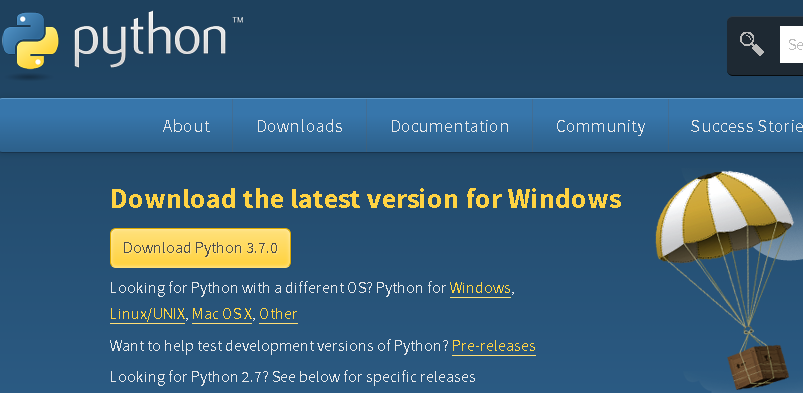 python™
Se
About Downloads Documentation Community Success Storie
Download the latest version for Windows
Download Python 3.7.0
Looking for Python with a different OS? Python for Windows,
Linux/UNIX, Mac OS X, Other
Want to help test development versions of Python? Pre-releases
Looking for Python 2.7? See below for specific releases